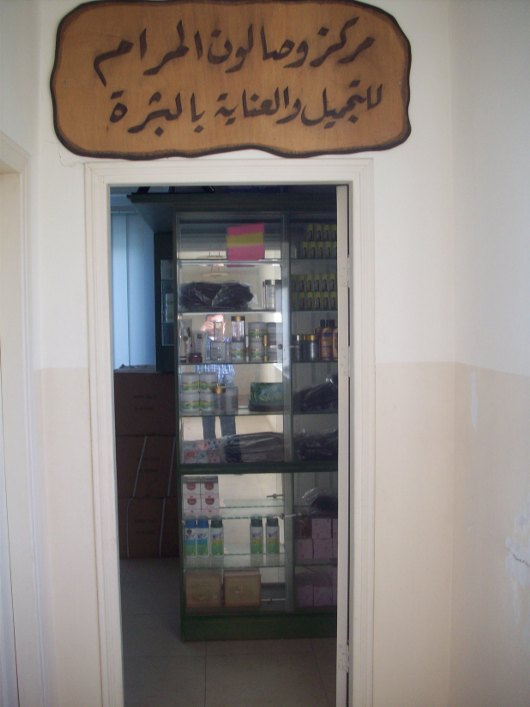 مركز وصالون المرام
للتجميل والعناية بالبشرة